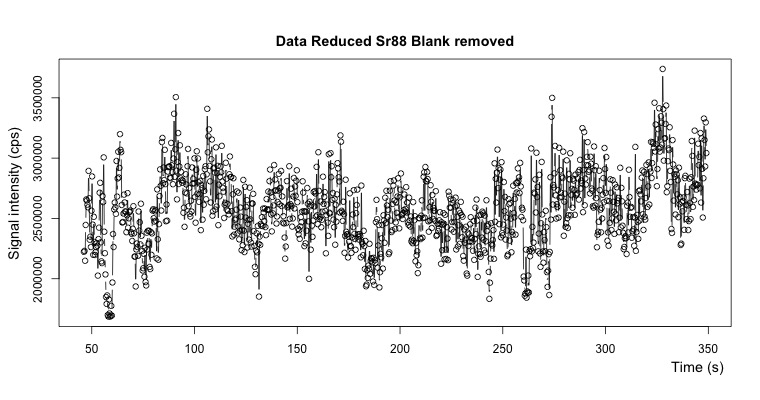 Data Reduced Sr88 Blank removed
Signal intensity (cps)
3500000
3000000
2500000
2000000
50 100 150 200 250 300 350
Time (s)